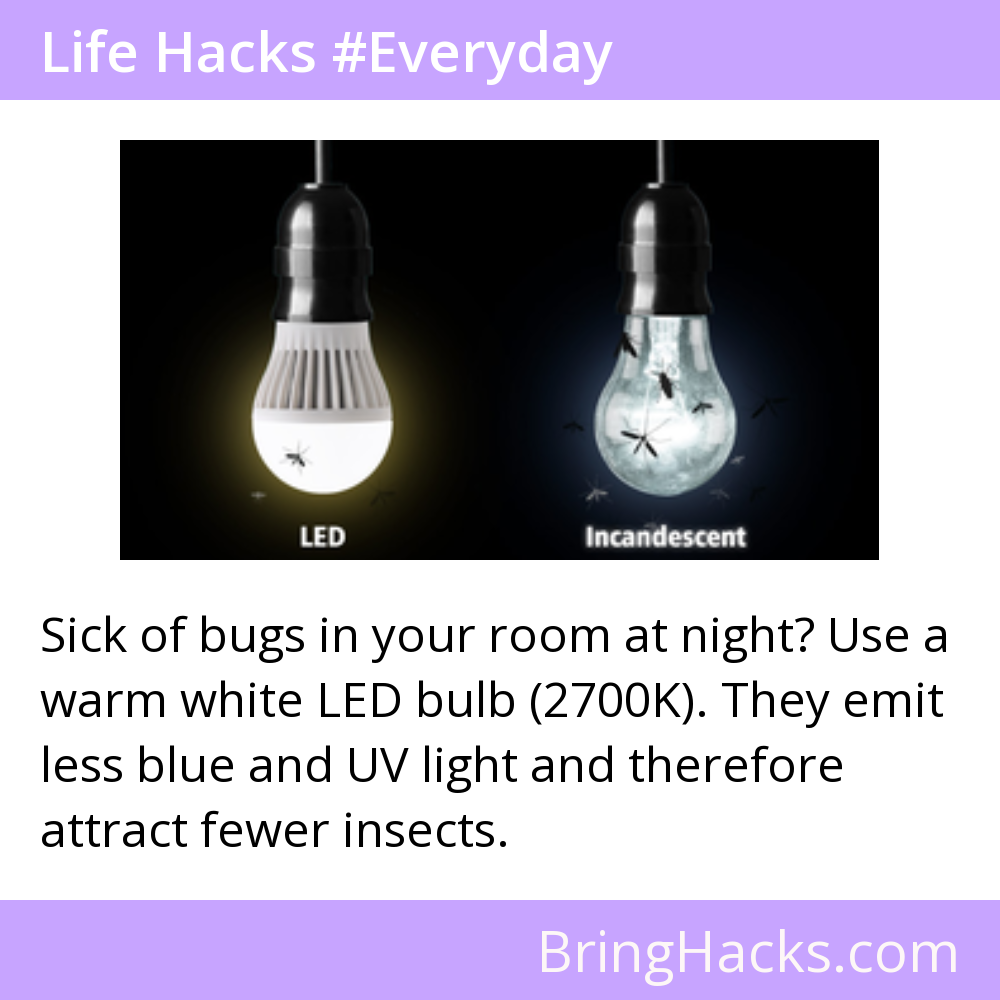 Life Hacks #Everyday
LED
Incandescent
Sick of bugs in your room at night? Use a
warm white LED bulb (2700K). They emit
less blue and UV light and therefore
attract fewer insects.
BringHacks.com